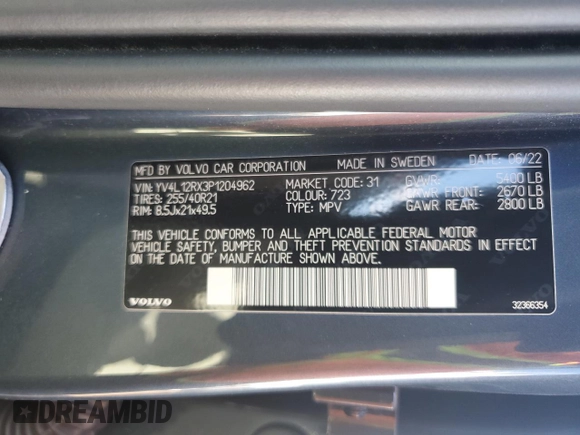 MFD BY VOLVO CAR CORPORATION MADE IN SWEDEN DATE: 06/22
VIN: YV4L12RX3P1204962 MARKET CODE: 31 GVWR: 5400 LB
TIRES: 255/40R21 COLOUR: 723 GAWR FRONT: 2670 LB
RIM: 8.5Jx21x49.5 TYPE: MPV GAWR REAR: 2800 LB
THIS VEHICLE CONFORMS TO ALL APPLICABLE FEDERAL MOTOR
VEHICLE SAFETY, BUMPER AND THEFT PREVENTION STANDARDS IN EFFECT
ON THE DATE OF MANUFACTURE SHOWN ABOVE.
VOLVO 32366354
DREAMBID